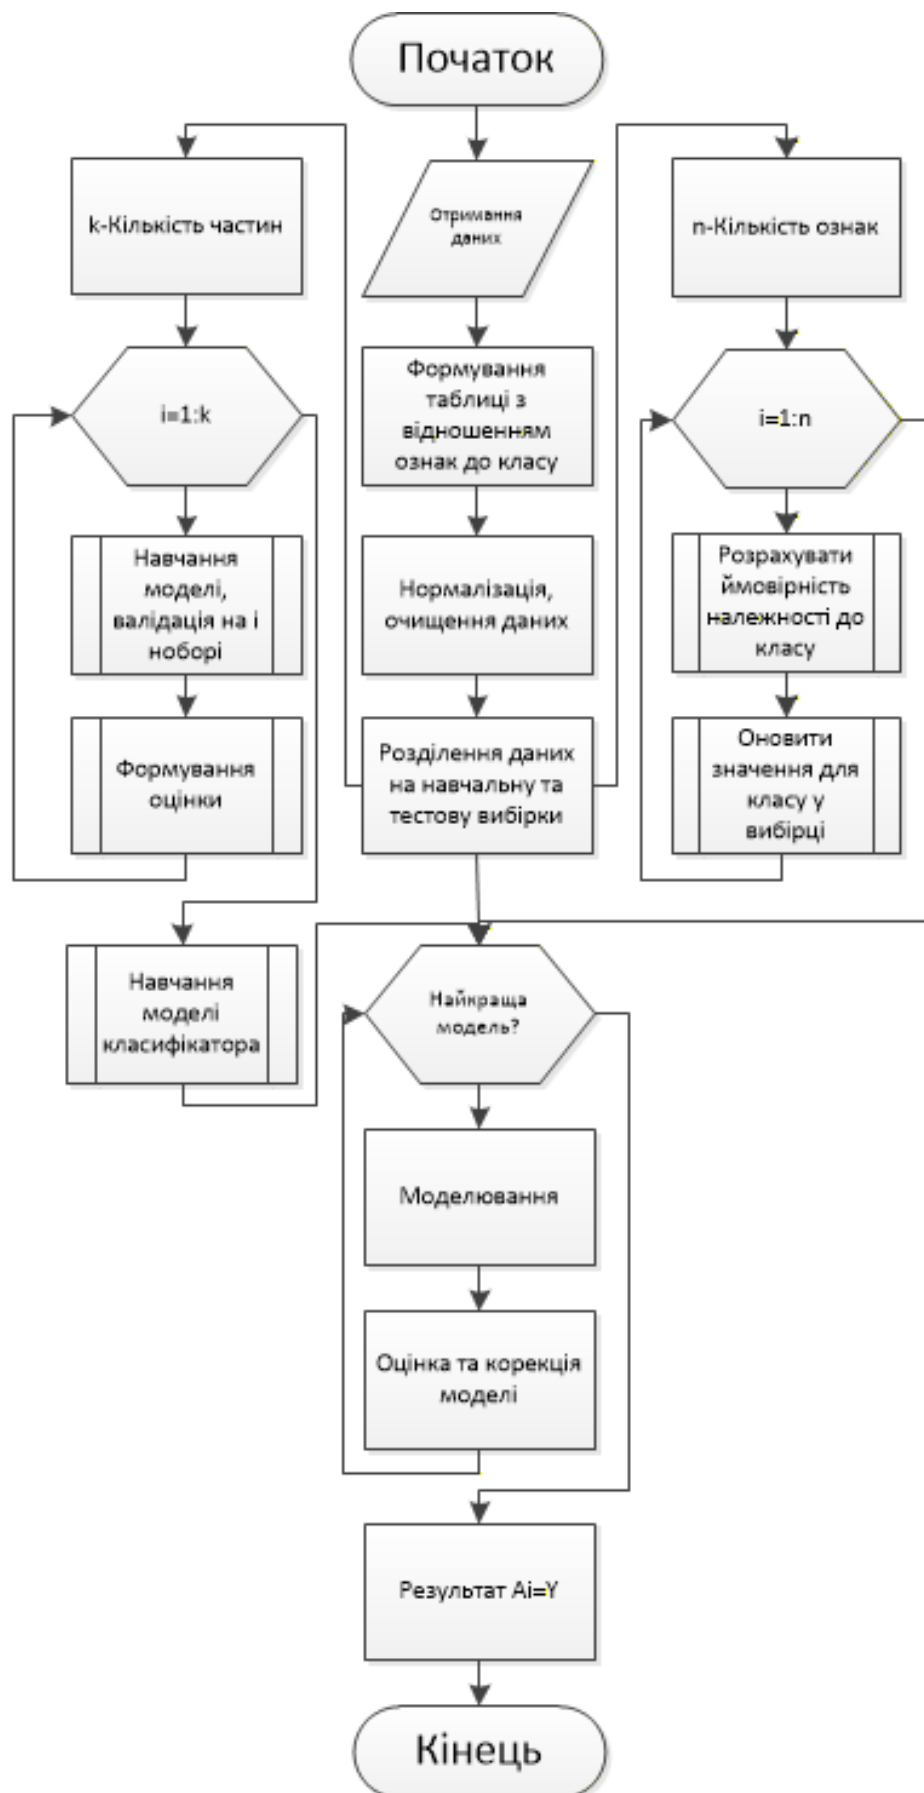 Початок
k-Кількість частин
Отримання
даних
n-Кількість ознак
i=1:k
Формування
таблиці з
відношенням
ознак до класу
i=1:n
Навчання
моделі,
валідація на і
ноборі
Нормалізація,
очищення даних
Розрахувати
ймовірність
належності до
класу
Формування
оцінки
Розділення даних
на навчальну та
тестову вибірки
Оновити
значення для
класу у
вибірці
Навчання
моделі
класифікатора
Найкраща
модель?
Моделювання
Оцінка та корекція
моделі
Результат Ai=Y
Кінець